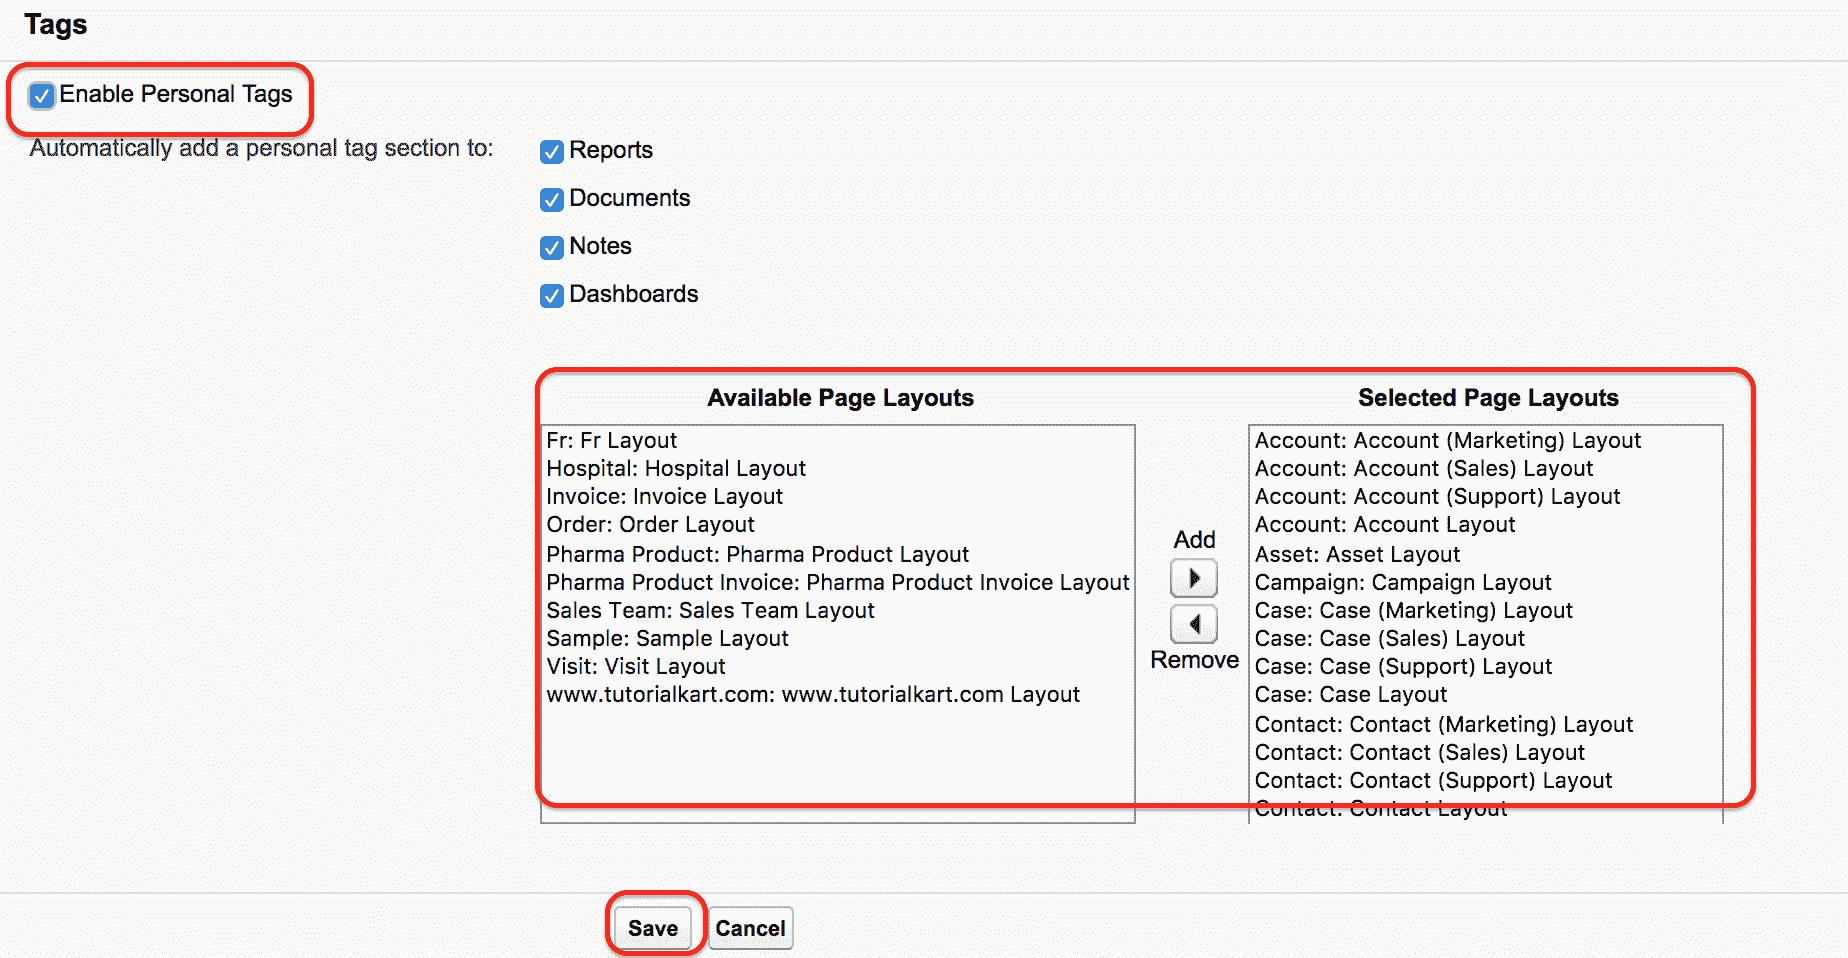 Tags
Enable Personal Tags
Automatically add a personal tag section to:
Reports
Documents
Notes
Dashboards
Available Page Layouts
Fr: Fr Layout
Hospital: Hospital Layout
Invoice: Invoice Layout
Order: Order Layout
Pharma Product: Pharma Product Layout
Pharma Product Invoice: Pharma Product Invoice Layout
Sales Team: Sales Team Layout
Sample: Sample Layout
Visit: Visit Layout
www.tutorialkart.com: www.tutorialkart.com Layout
Add
Remove
Selected Page Layouts
Account: Account (Marketing) Layout
Account: Account (Sales) Layout
Account: Account (Support) Layout
Account: Account Layout
Asset: Asset Layout
Campaign: Campaign Layout
Case: Case (Marketing) Layout
Case: Case (Sales) Layout
Case: Case (Support) Layout
Case: Case Layout
Contact: Contact (Marketing) Layout
Contact: Contact (Sales) Layout
Contact: Contact (Support) Layout
Contact: Contact Layout
Save
Cancel